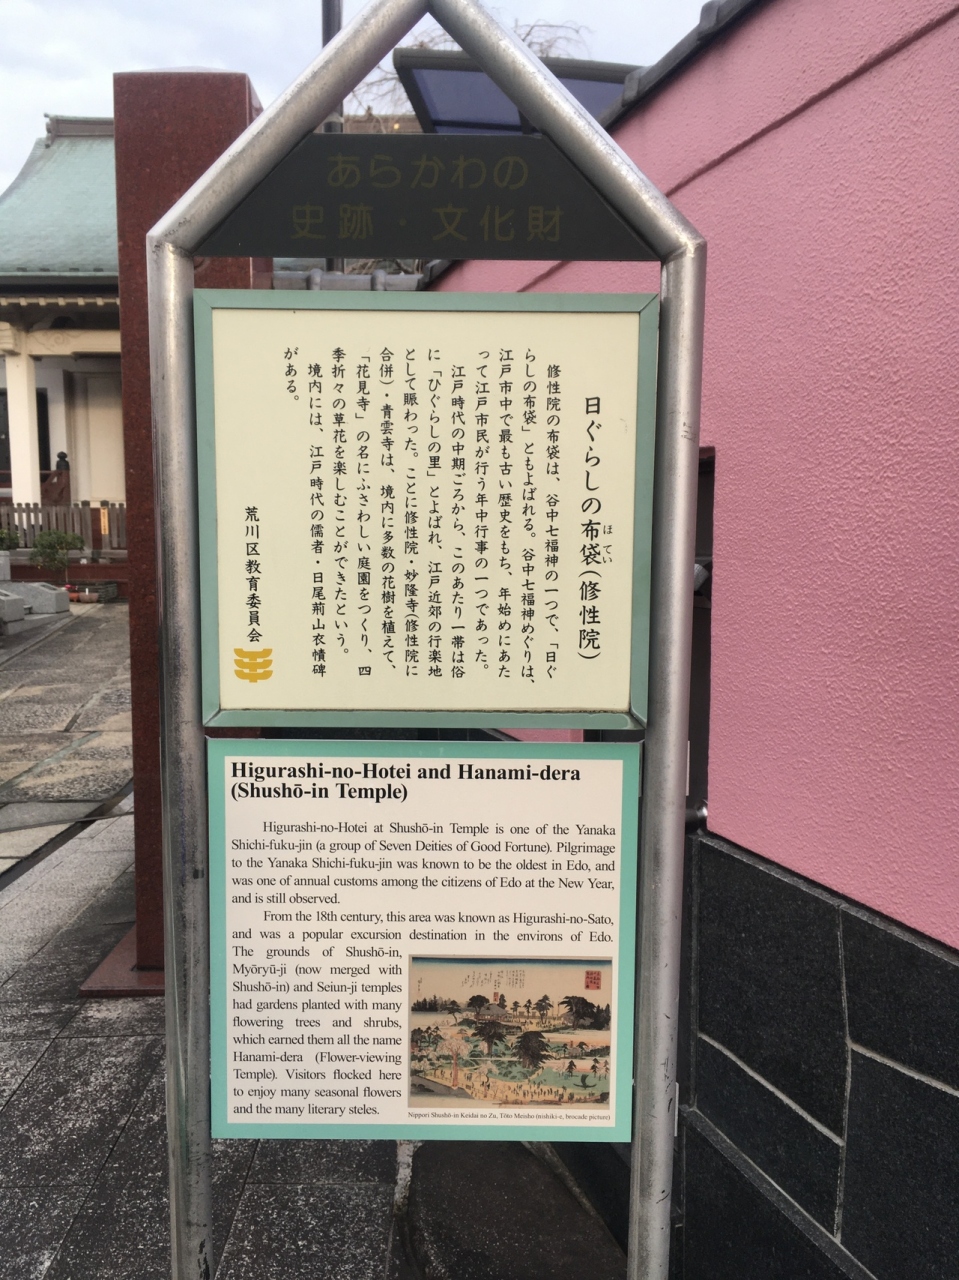 あらかわの
史跡・文化財
日ぐらしの布袋(修性院)
ほてい
修性院の布袋は、谷中七福神の一つで、「日ぐ
らしの布袋」ともよばれる。谷中七福神めぐりは、
江戸市中で最も古い歴史をもち、年始めにあた
って江戸市民が行う年中行事の一つであった。
江戸時代の中期ごろから、このあたり一帯は俗
に「ひぐらしの里」とよばれ、江戸近郊の行楽地
として賑わった。ことに修性院・妙隆寺(修性院に
合併)・青雲寺は、境内に多数の花樹を植えて、
「花見寺」の名にふさわしい庭園をつくり、四
季折々の草花を楽しむことができたという。
境内には、江戸時代の儒者・日尾荊山衣幘碑
がある。
荒川区教育委員会
Higurashi-no-Hotei and Hanami-dera
(Shushō-in Temple)
Higurashi-no-Hotei at Shushō-in Temple is one of the Yanaka
Shichi-fuku-jin (a group of Seven Deities of Good Fortune). Pilgrimage
to the Yanaka Shichi-fuku-jin was known to be the oldest in Edo, and
was one of annual customs among the citizens of Edo at the New Year,
and is still observed.
From the 18th century, this area was known as Higurashi-no-Sato,
and was a popular excursion destination in the environs of Edo.
The grounds of Shushō-in,
Myōryū-ji (now merged with
Shushō-in) and Seiun-ji temples
had gardens planted with many
flowering trees and shrubs,
which earned them all the name
Hanami-dera (Flower-viewing
Temple). Visitors flocked here
to enjoy many seasonal flowers
and the many literary steles.
Nippori Shushō-in Keidai no Zu, Tōto Meisho (nishiki-e, brocade picture)